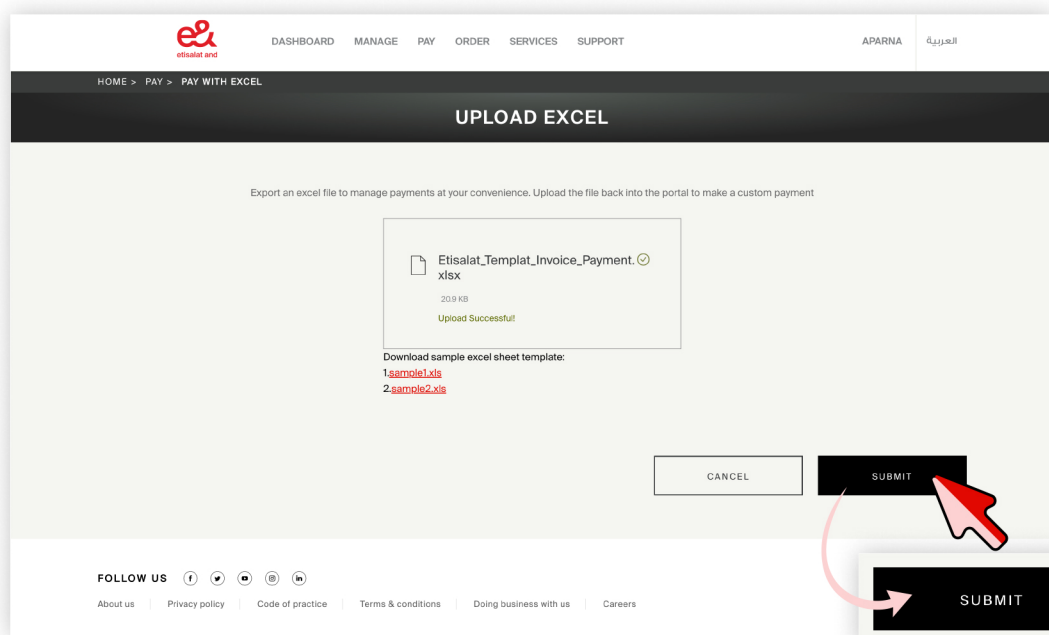 e&
etisalat and
DASHBOARD MANAGE PAY ORDER SERVICES SUPPORT APARNA العربية
HOME > PAY > PAY WITH EXCEL
UPLOAD EXCEL
Export an excel file to manage payments at your convenience. Upload the file back into the portal to make a custom payment
Etisalat_Templat_Invoice_Payment.
xlsx
20.9 KB
Upload Successful!
Download sample excel sheet template:
1.sample1.xls
2.sample2.xls
CANCEL SUBMIT
FOLLOW US
SUBMIT
About us Privacy policy Code of practice Terms & conditions Doing business with us Careers